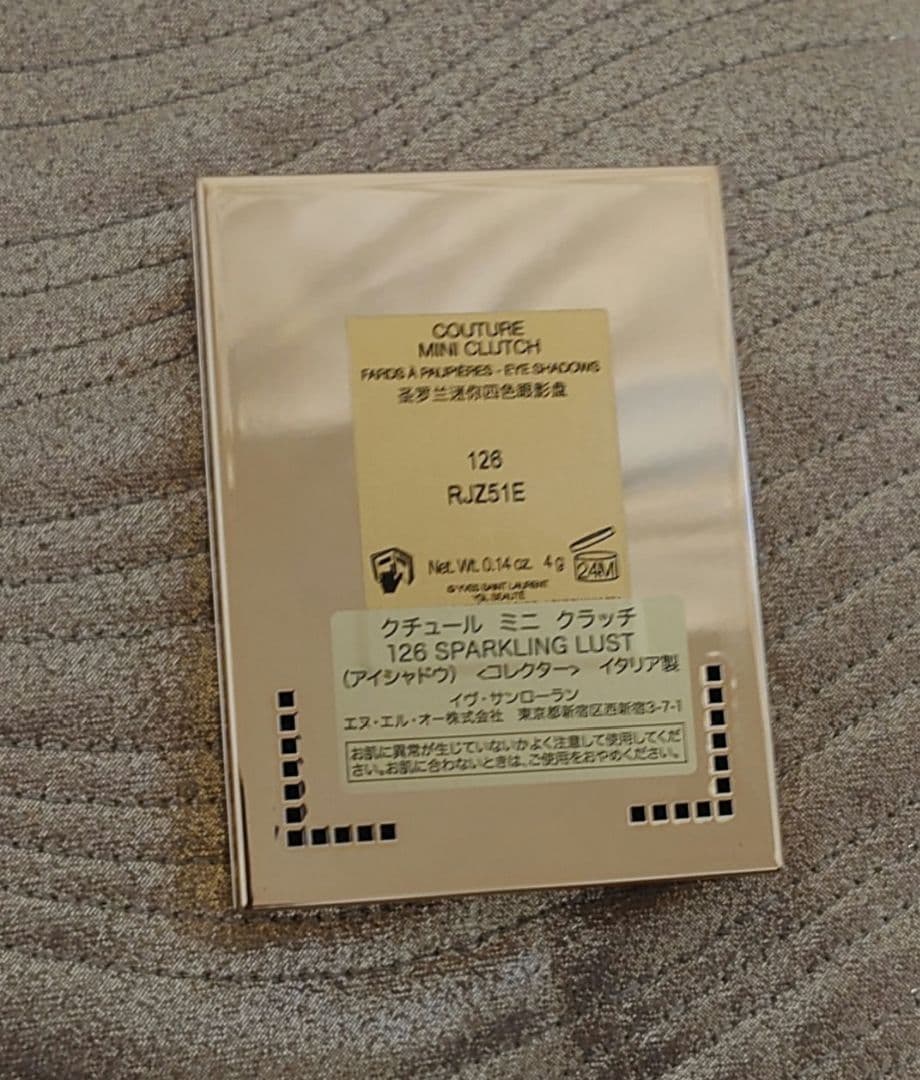 COUTURE
MINI CLUTCH
FARDS À PAUPIÈRES - EYE SHADOWS
圣罗兰迷你四色眼影盘
126
RJZ51E
Net. Wt. 0.14 oz. 4 g
24M
© YVES SAINT LAURENT
YSL BEAUTÉ
クチュール ミニ クラッチ
126 SPARKLING LUST
(アイシャドウ) <コレクター> イタリア製
イヴ・サンローラン
エヌ・エル・オー株式会社 東京都新宿区西新宿3-7-1
お肌に異常が生じていないかよく注意して使用してくだ
さい。お肌に合わないときは、ご使用をおやめください。